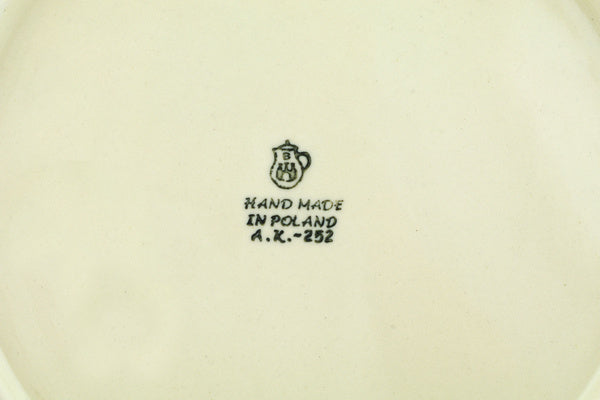 B
HAND MADE
IN POLAND
A.K.-252